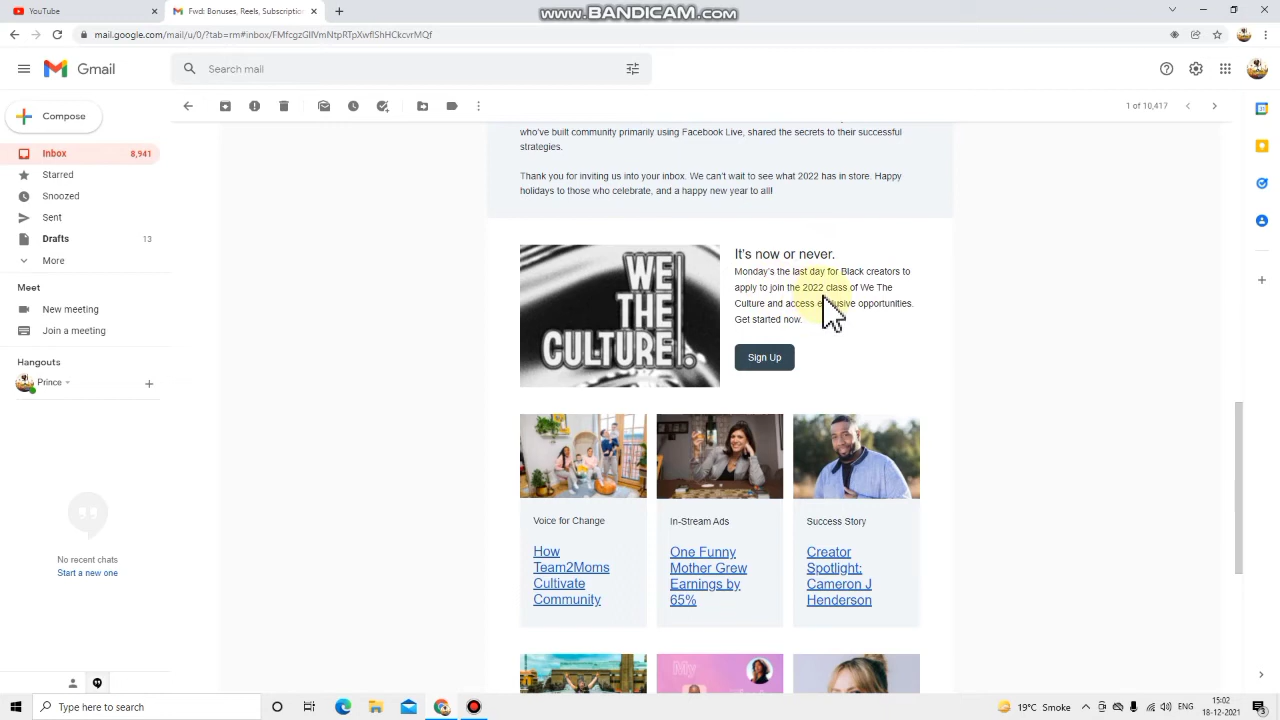 YouTube
Fwd: Bonuses, Reels, Subscription
www.BANDICAM.com
mail.google.com/mail/u/0/?tab=rm#inbox/FMfcgzGllVmNtpRTpXwflShHCkcvrMQf
Gmail
Search mail
Compose
1 of 10,417
Inbox 8,941
Starred
Snoozed
Sent
Drafts 13
More
Meet
New meeting
Join a meeting
Hangouts
Prince
No recent chats
Start a new one
who've built community primarily using Facebook Live, shared the secrets to their successful
strategies.
Thank you for inviting us into your inbox. We can't wait to see what 2022 has in store. Happy
holidays to those who celebrate, and a happy new year to all!
WE
THE
CULTURE.
It's now or never.
Monday's the last day for Black creators to
apply to join the 2022 class of We The
Culture and access exclusive opportunities.
Get started now.
Sign Up
Voice for Change
How
Team2Moms
Cultivate
Community
In-Stream Ads
One Funny
Mother Grew
Earnings by
65%
Success Story
Creator
Spotlight:
Cameron J
Henderson
My
Type here to search
19°C Smoke
ENG
15:02
18-12-2021
3